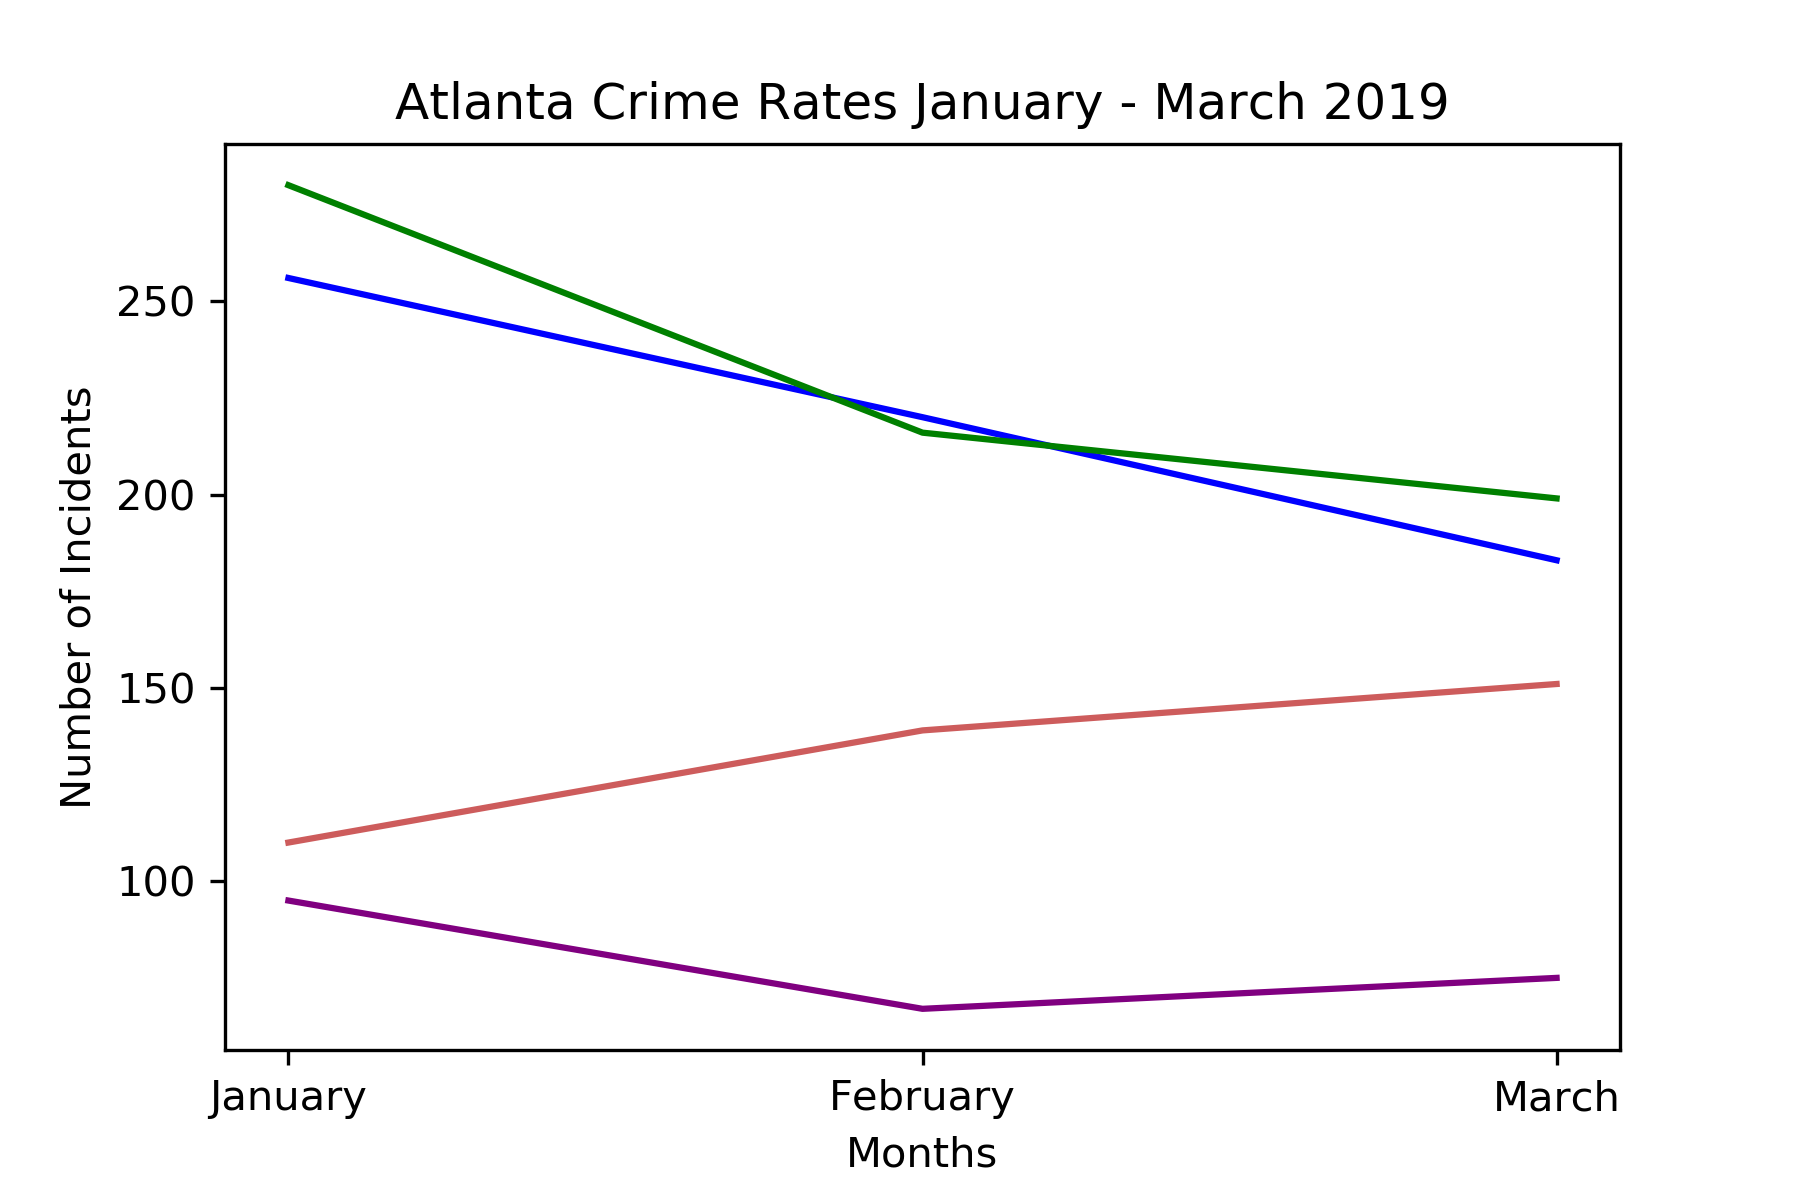 Atlanta Crime Rates January - March 2019
Number of Incidents
250
200
150
100
January February March
Months